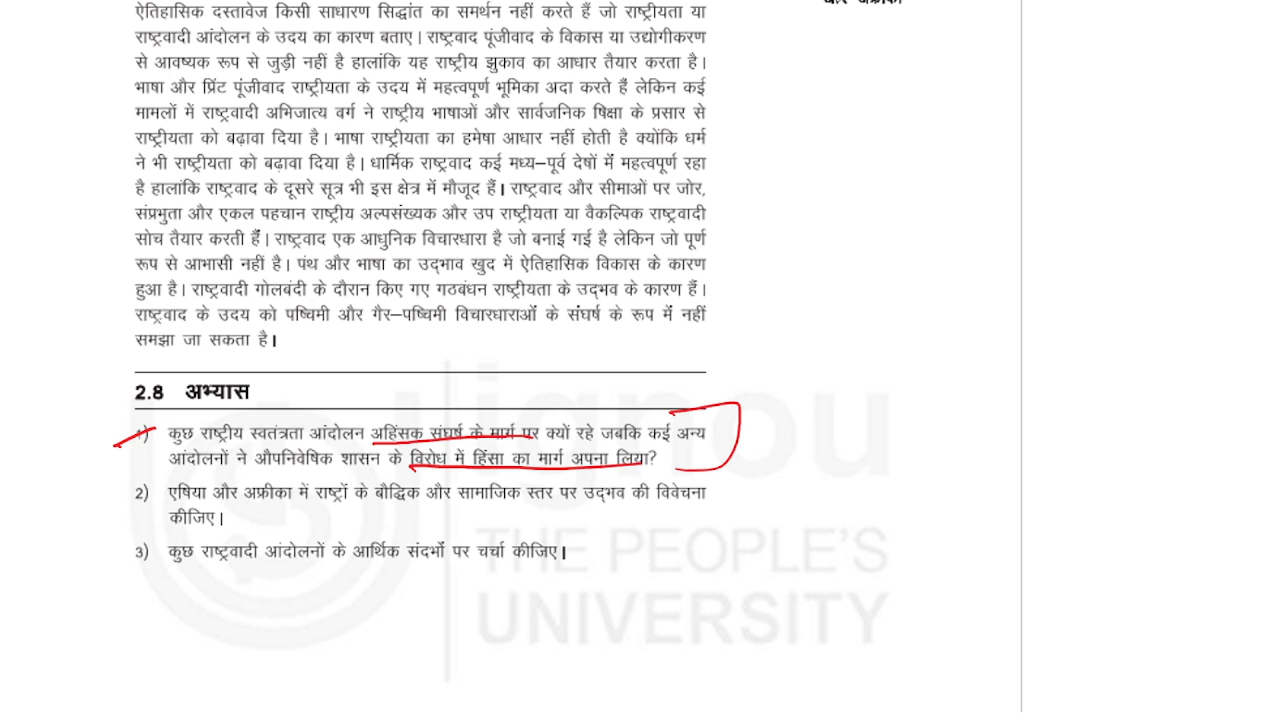 ऐतिहासिक दस्तावेज किसी साधारण सिद्धांत का समर्थन नहीं करते हैं जो राष्ट्रीयता या
राष्ट्रवादी आंदोलन के उदय का कारण बताए। राष्ट्रवाद पूंजीवाद के विकास या उद्योगीकरण
से आवष्यक रूप से जुड़ी नहीं है हालांकि यह राष्ट्रीय झुकाव का आधार तैयार करता है।
भाषा और प्रिंट पूंजीवाद राष्ट्रीयता के उदय में महत्वपूर्ण भूमिका अदा करते हैं लेकिन कई
मामलों में राष्ट्रवादी अभिजात्य वर्ग ने राष्ट्रीय भाषाओं और सार्वजनिक षिक्षा के प्रसार से
राष्ट्रीयता को बढ़ावा दिया है। भाषा राष्ट्रीयता का हमेषा आधार नहीं होती है क्योंकि धर्म
ने भी राष्ट्रीयता को बढ़ावा दिया है। धार्मिक राष्ट्रवाद कई मध्य–पूर्व देषों में महत्वपूर्ण रहा
है हालांकि राष्ट्रवाद के दूसरे सूत्र भी इस क्षेत्र में मौजूद हैं। राष्ट्रवाद और सीमाओं पर जोर,
संप्रभुता और एकल पहचान राष्ट्रीय अल्पसंख्यक और उप राष्ट्रीयता या वैकल्पिक राष्ट्रवादी
सोच तैयार करती हैं। राष्ट्रवाद एक आधुनिक विचारधारा है जो बनाई गई है लेकिन जो पूर्ण
रूप से आभासी नहीं है। पंथ और भाषा का उद्भाव खुद में ऐतिहासिक विकास के कारण
हुआ है। राष्ट्रवादी गोलबंदी के दौरान किए गए गठबंधन राष्ट्रीयता के उद्भव के कारण हैं।
राष्ट्रवाद के उदय को पष्चिमी और गैर–पष्चिमी विचारधाराओं के संघर्ष के रूप में नहीं
समझा जा सकता है।
2.8 अभ्यास
1) कुछ राष्ट्रीय स्वतंत्रता आंदोलन अहिंसक संघर्ष के मार्ग पर क्यों रहे जबकि कई अन्य
आंदोलनों ने औपनिवेषिक शासन के विरोध में हिंसा का मार्ग अपना लिया?
2) एषिया और अफ्रीका में राष्ट्रों के बौद्धिक और सामाजिक स्तर पर उद्भव की विवेचना
कीजिए।
3) कुछ राष्ट्रवादी आंदोलनों के आर्थिक संदर्भों पर चर्चा कीजिए।
ignou
THE PEOPLE'S
UNIVERSITY